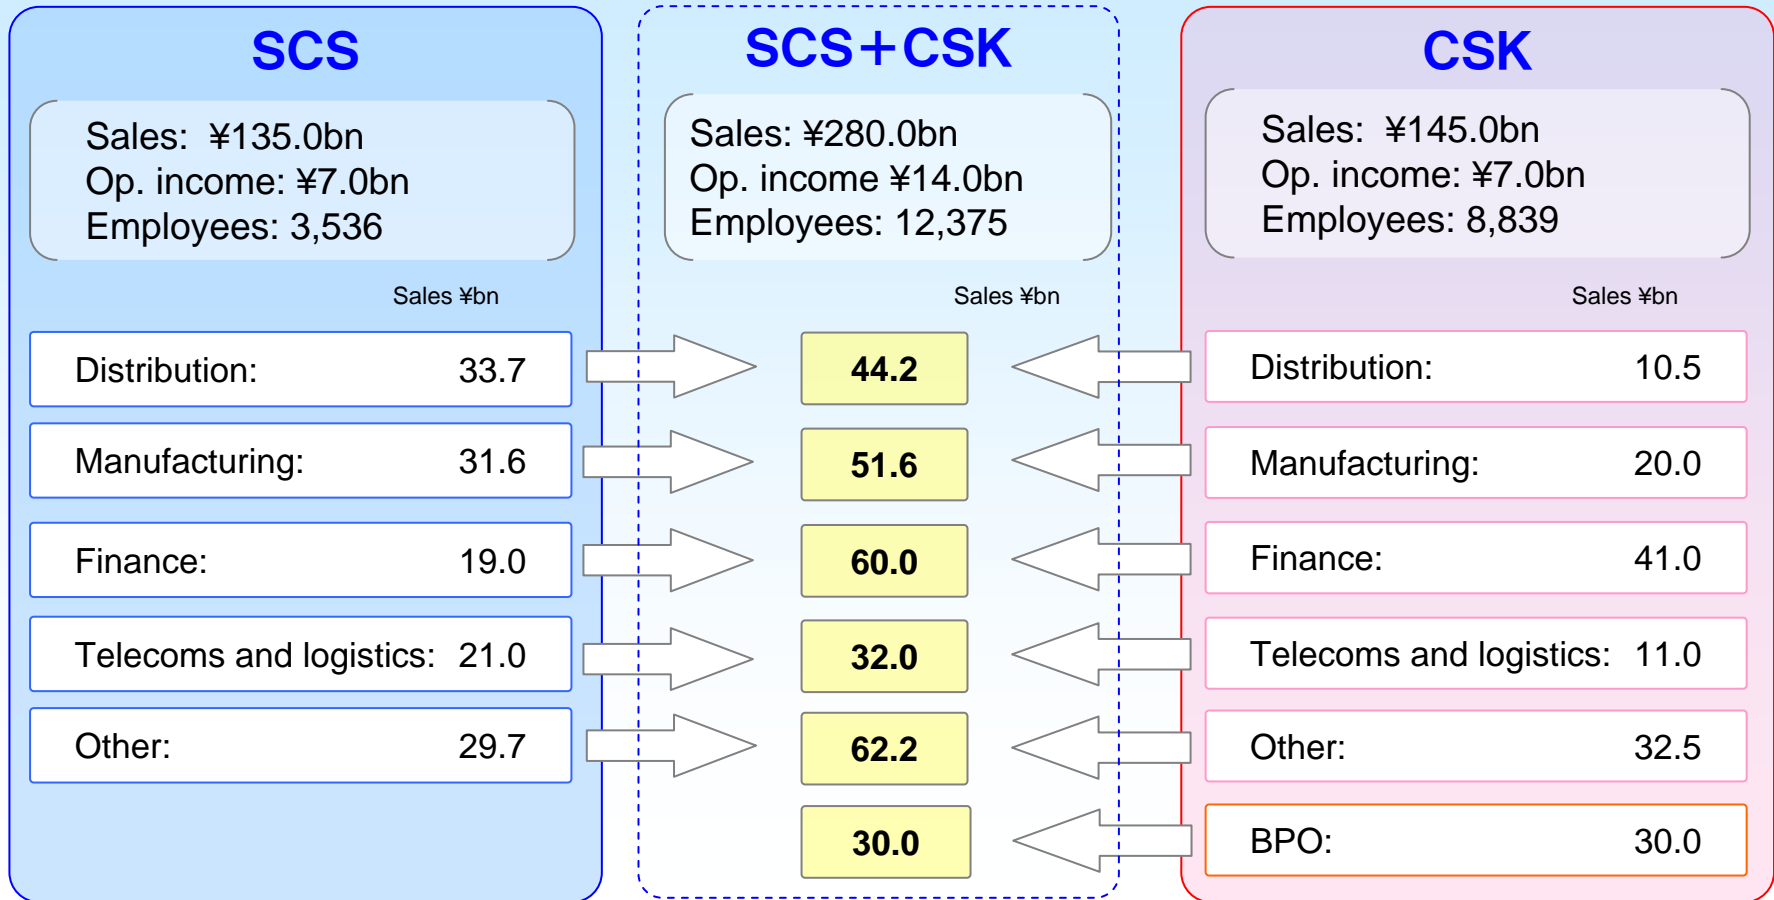 SCS
Sales: ¥135.0bn
Op. income: ¥7.0bn
Employees: 3,536
Sales ¥bn
Distribution: 33.7
Manufacturing: 31.6
Finance: 19.0
Telecoms and logistics: 21.0
Other: 29.7
SCS+CSK
Sales: ¥280.0bn
Op. income ¥14.0bn
Employees: 12,375
Sales ¥bn
44.2
51.6
60.0
32.0
62.2
30.0
CSK
Sales: ¥145.0bn
Op. income: ¥7.0bn
Employees: 8,839
Sales ¥bn
Distribution: 10.5
Manufacturing: 20.0
Finance: 41.0
Telecoms and logistics: 11.0
Other: 32.5
BPO: 30.0